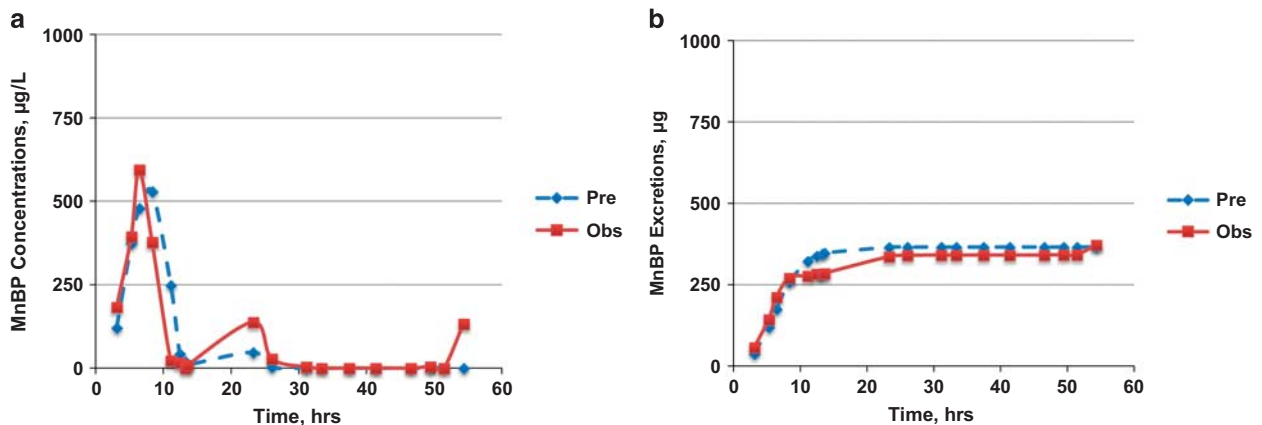 a
MnBP Concentrations, µg/L
1000
750
500
250
0
0 10 20 30 40 50 60
Time, hrs
Pre
Obs
b
MnBP Excretions, µg
1000
750
500
250
0
0 10 20 30 40 50 60
Time, hrs
Pre
Obs